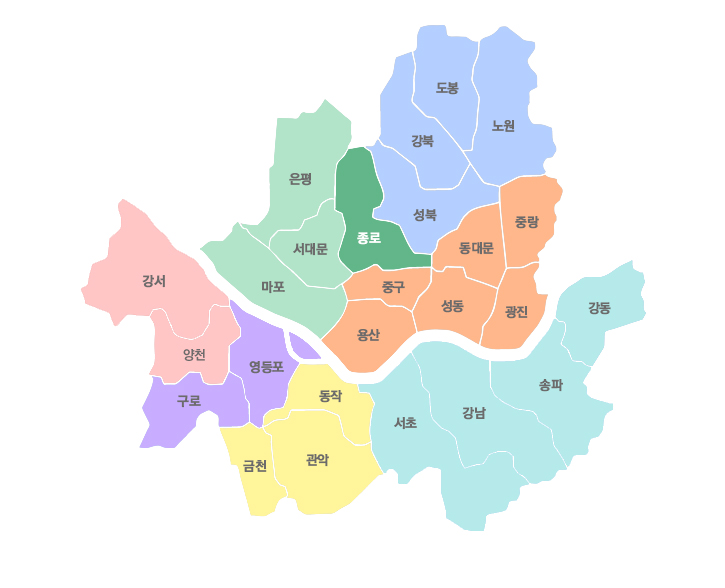 도봉
노원
강북
은평
성북
중랑
종로
서대문
동대문
강서
마포
중구
성동
광진
강동
용산
양천
영등포
송파
동작
구로
강남
서초
관악
금천